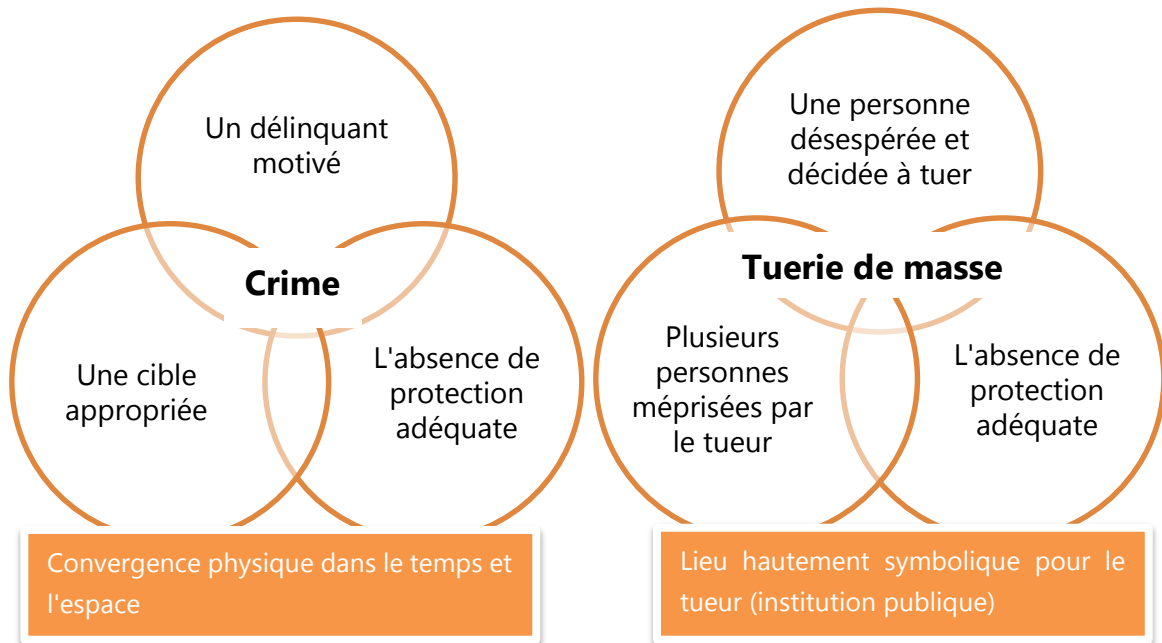 Un délinquant
motivé
Crime
Une cible
appropriée
L'absence de
protection
adéquate
Convergence physique dans le temps et
l'espace
Une personne
désespérée et
décidée à tuer
Tuerie de masse
Plusieurs
personnes
méprisées par
le tueur
L'absence de
protection
adéquate
Lieu hautement symbolique pour le
tueur (institution publique)